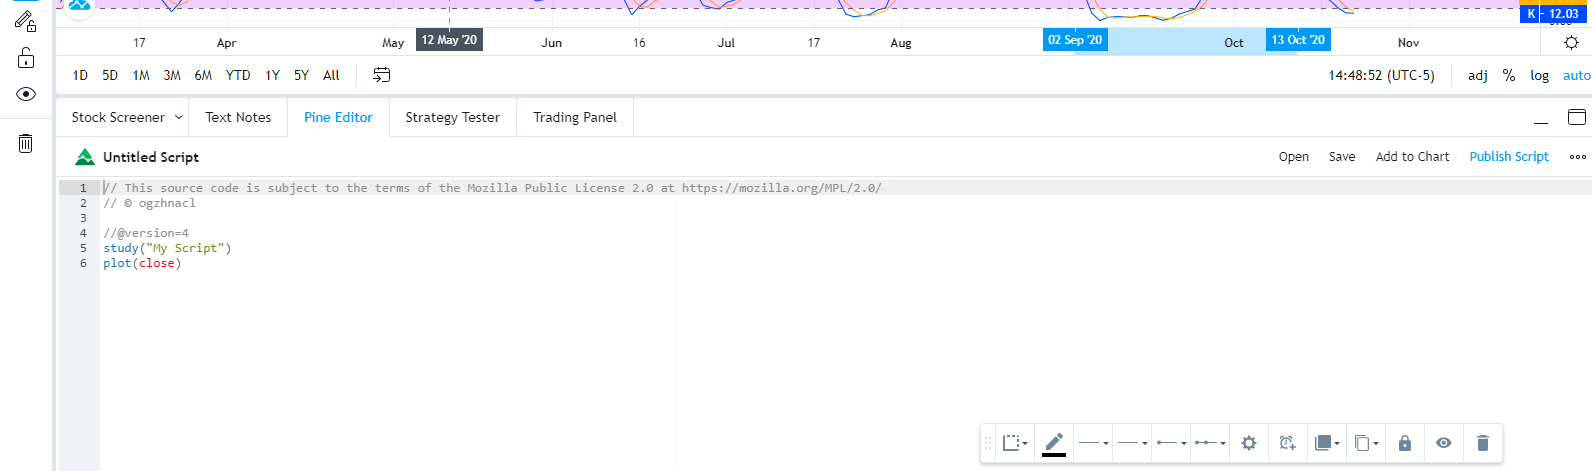 K 12.03
17 Apr May 12 May '20 Jun 16 Jul 17 Aug 02 Sep '20 Oct 13 Oct '20 Nov
1D 5D 1M 3M 6M YTD 1Y 5Y All 14:48:52 (UTC-5) adj % log auto
Stock Screener Text Notes Pine Editor Strategy Tester Trading Panel
Untitled Script Open Save Add to Chart Publish Script
1 // This source code is subject to the terms of the Mozilla Public License 2.0 at https://mozilla.org/MPL/2.0/
2 // © ogzhnacl
3
4 //@version=4
5 study("My Script")
6 plot(close)